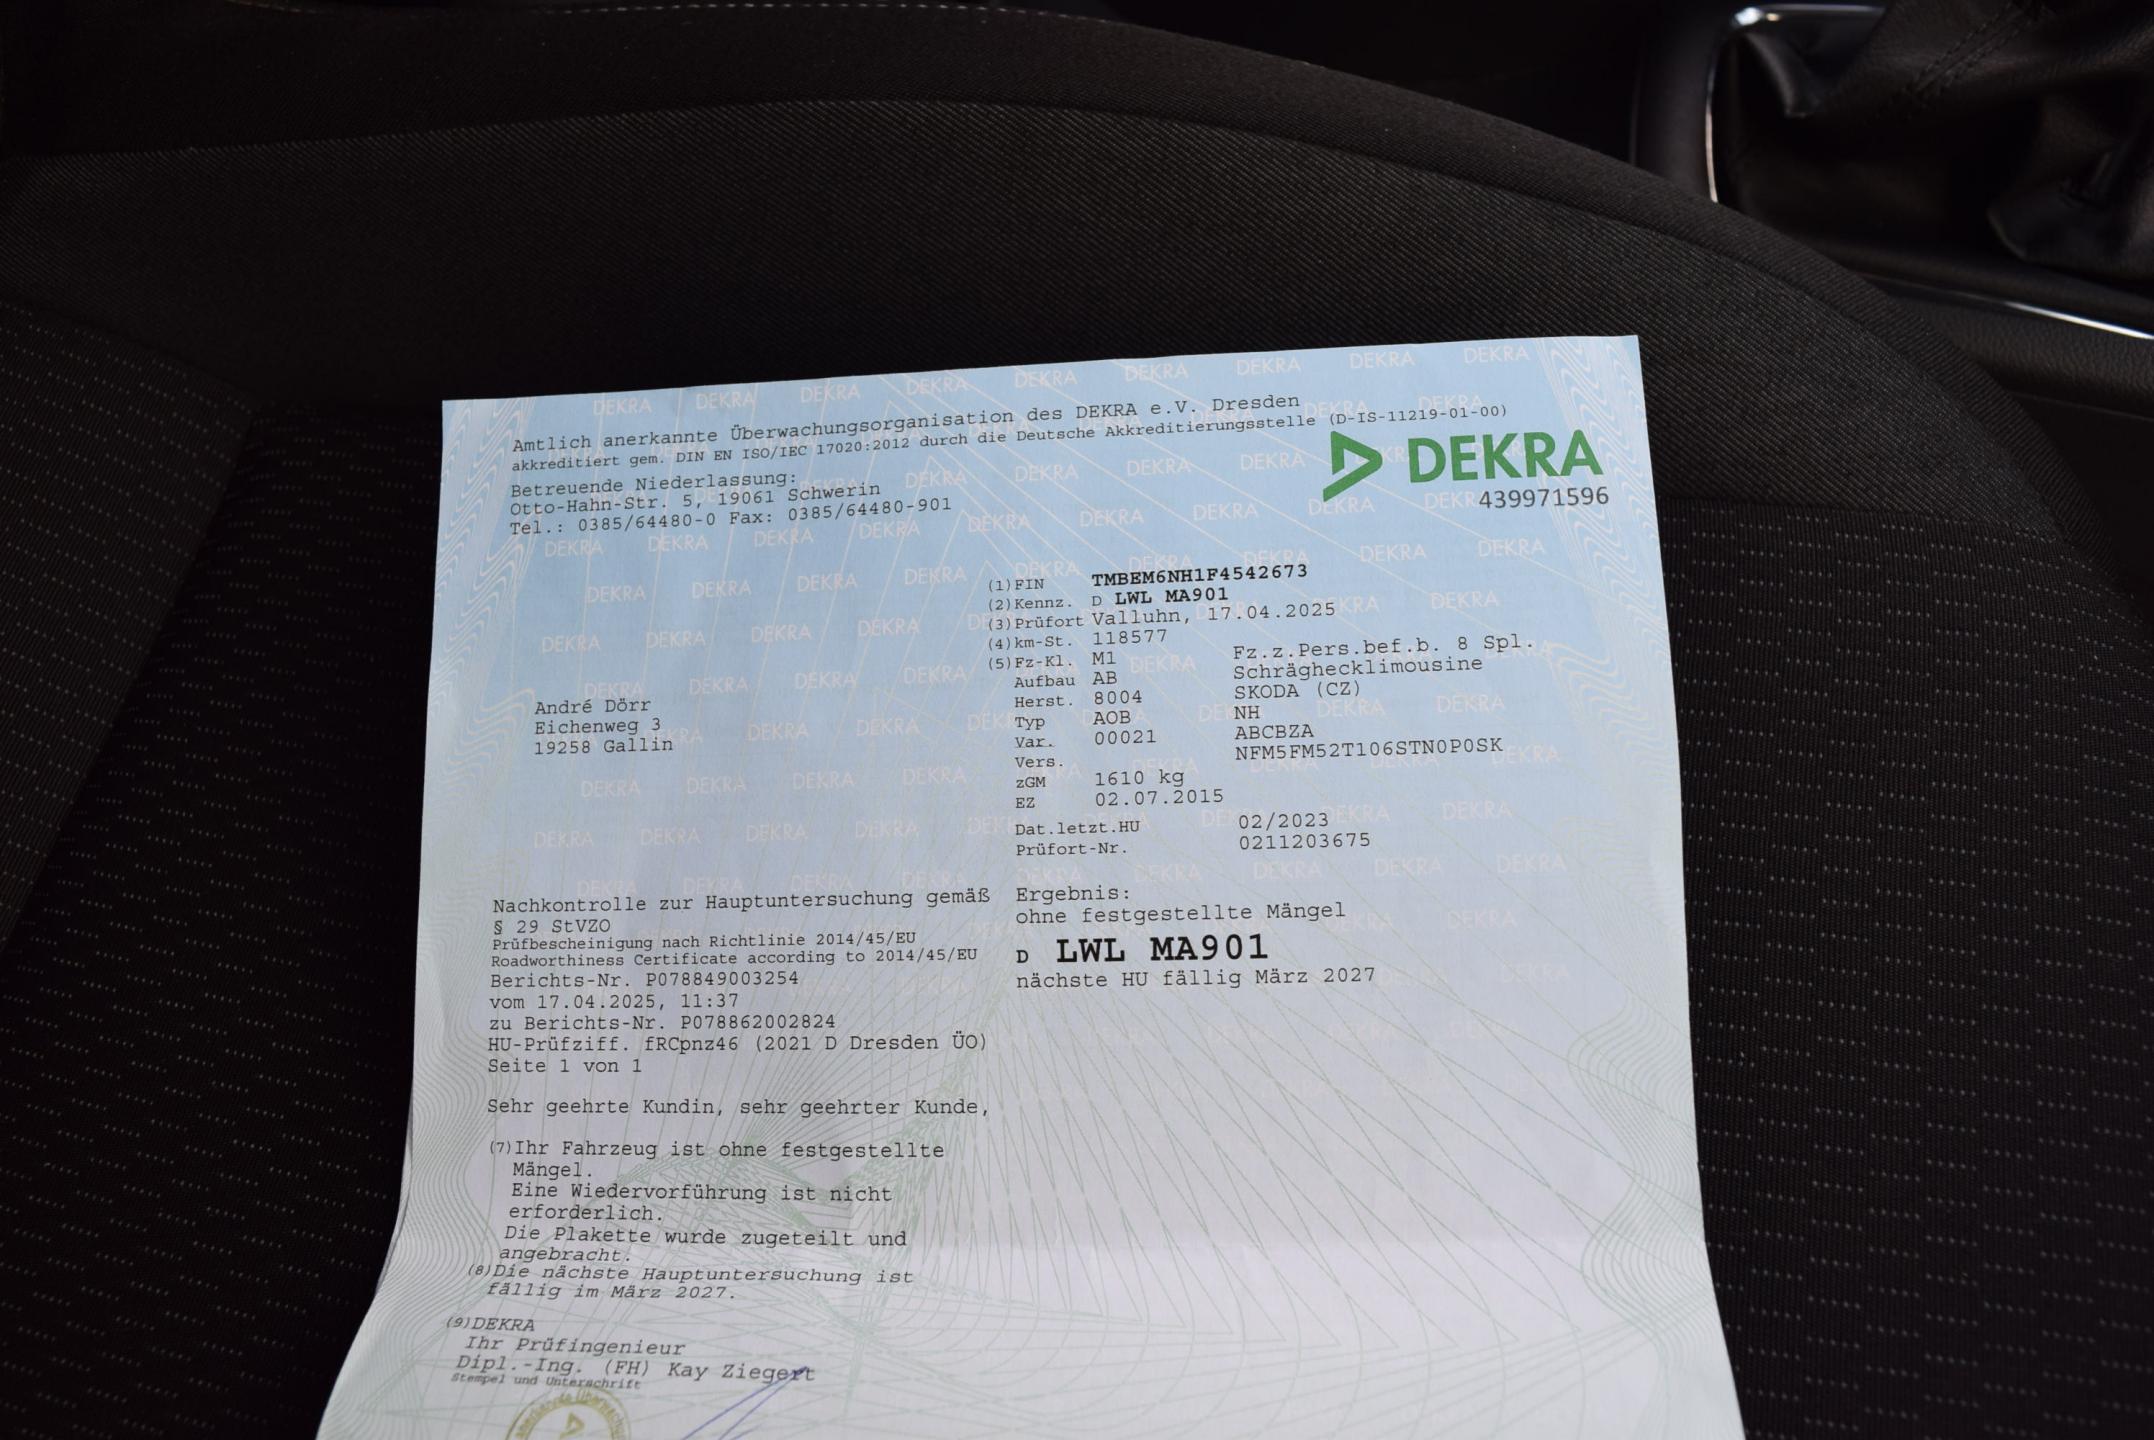 Amtlich anerkannte Überwachungsorganisation des DEKRA e.V. Dresden
akkreditiert gem. DIN EN ISO/IEC 17020:2012 durch die Deutsche Akkreditierungsstelle (D-IS-11219-01-00)
Betreuende Niederlassung:
Otto-Hahn-Str. 5, 19061 Schwerin
Tel.: 0385/64480-0 Fax: 0385/64480-901
DEKRA
439971596
(1) FIN TMBEM6NH1F4542673
(2) Kennz. D LWL MA901
(3) Prüfort Valluhn, 17.04.2025
(4) km-St. 118577
(5) Fz-Kl. M1 Fz.z.Pers.bef.b. 8 Spl.
Aufbau AB Schräghecklimousine
Herst. 8004 SKODA (CZ)
Typ AOB NH
Var. 00021 ABCBZA
Vers. NFM5FM52T106STN0P0SK
zGM 1610 kg
EZ 02.07.2015
Dat.letzt.HU 02/2023
Prüfort-Nr. 0211203675
André Dörr
Eichenweg 3
19258 Gallin
Nachkontrolle zur Hauptuntersuchung gemäß
§ 29 StVZO
Prüfbescheinigung nach Richtlinie 2014/45/EU
Roadworthiness Certificate according to 2014/45/EU
Berichts-Nr. P078849003254
vom 17.04.2025, 11:37
zu Berichts-Nr. P078862002824
HU-Prüfziff. fRCpnz46 (2021 D Dresden ÜO)
Seite 1 von 1
Ergebnis:
ohne festgestellte Mängel
D LWL MA901
nächste HU fällig März 2027
Sehr geehrte Kundin, sehr geehrter Kunde,
(7) Ihr Fahrzeug ist ohne festgestellte
Mängel.
Eine Wiedervorführung ist nicht
erforderlich.
Die Plakette wurde zugeteilt und
angebracht.
(8) Die nächste Hauptuntersuchung ist
fällig im März 2027.
(9) DEKRA
Ihr Prüfingenieur
Dipl.-Ing. (FH) Kay Ziegert
Stempel und Unterschrift